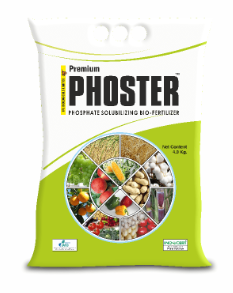 Premium
PHOSTER
PHOSPHATE SOLUBILIZING BIO-FERTILIZER
Net Content
4.0 Kg.